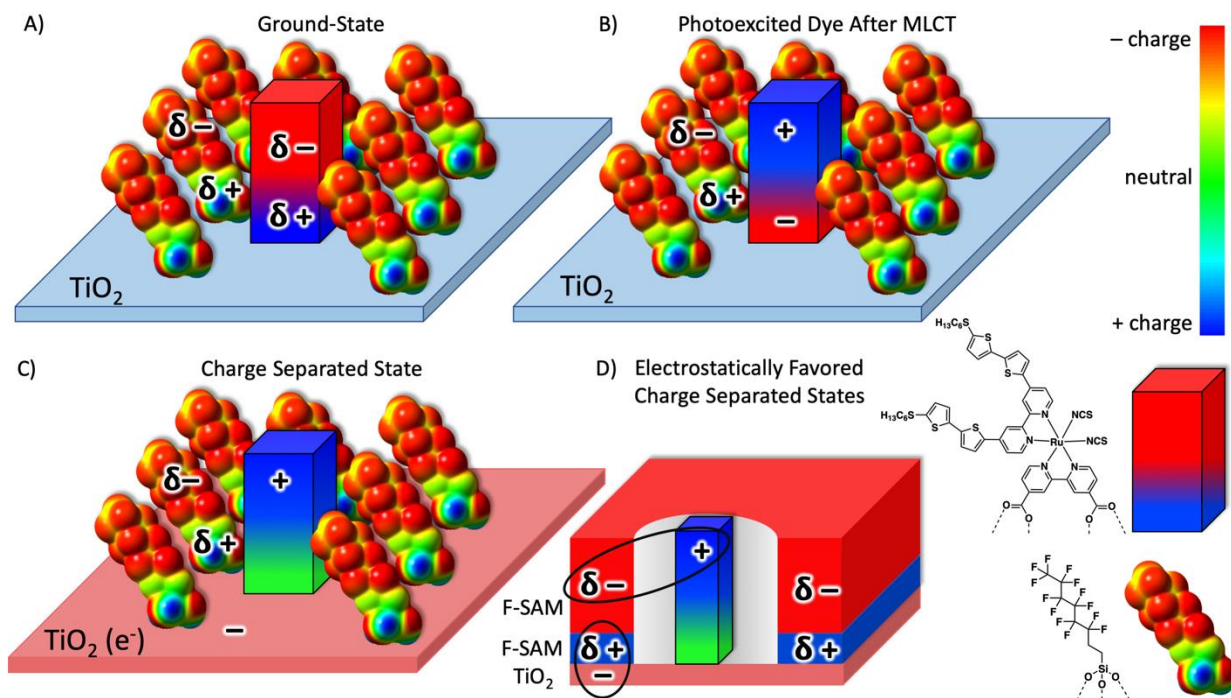 A)
Ground-State
δ −
δ +
δ −
δ +
TiO₂
B)
Photoexcited Dye After MLCT
δ −
δ +
+
−
TiO₂
− charge
neutral
+ charge
C)
Charge Separated State
δ−
δ +
+
TiO₂ (e⁻)
−
D) Electrostatically Favored
Charge Separated States
+
δ −
δ −
F-SAM
F-SAM
δ +
δ +
TiO₂
−
H₁₃C₆S
S
S
H₁₃C₆S
S
S
N
NCS
N
Ru
NCS
N
N
O
O
O
O
F
F
F
F
F
F
F
F
F
F
F
F
F
Si
O
O
O